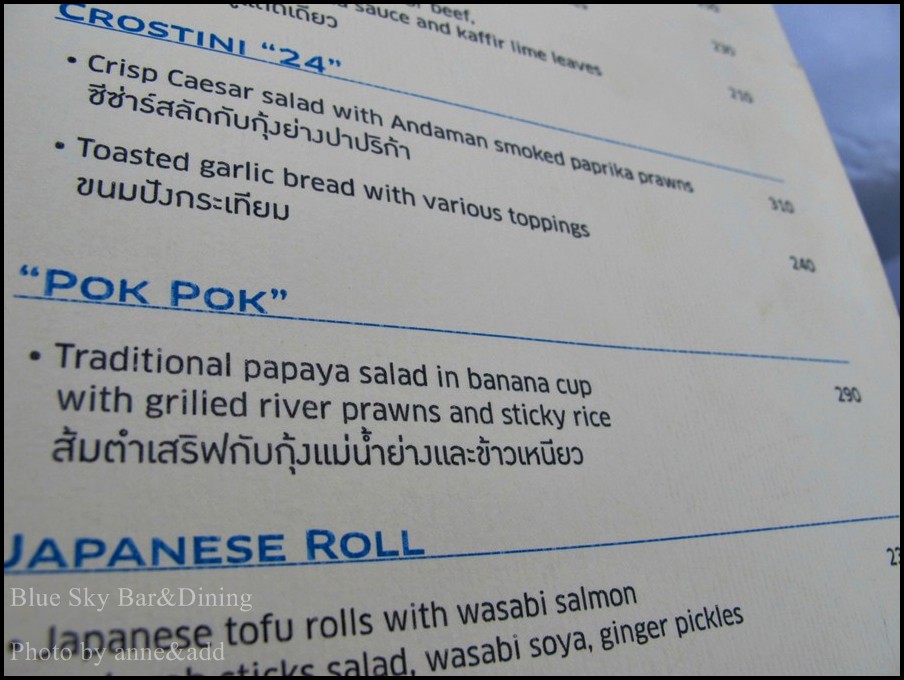 beef,
sauce and kaffir lime leaves
290
210
CROSTINI “24”
• Crisp Caesar salad with Andaman smoked paprika prawns
310
ซีซ่าร์สลัดกับกุ้งย่างปาปริก้า
• Toasted garlic bread with various toppings
240
ขนมปังกระเทียม
“POK POK”
• Traditional papaya salad in banana cup
290
with grilled river prawns and sticky rice
ส้มตำเสริฟกับกุ้งแม่น้ำย่างและข้าวเหนียว
JAPANESE ROLL
• Japanese tofu rolls with wasabi salmon
sticks salad, wasabi soya, ginger pickles
Blue Sky Bar&Dining
Photo by anne&add